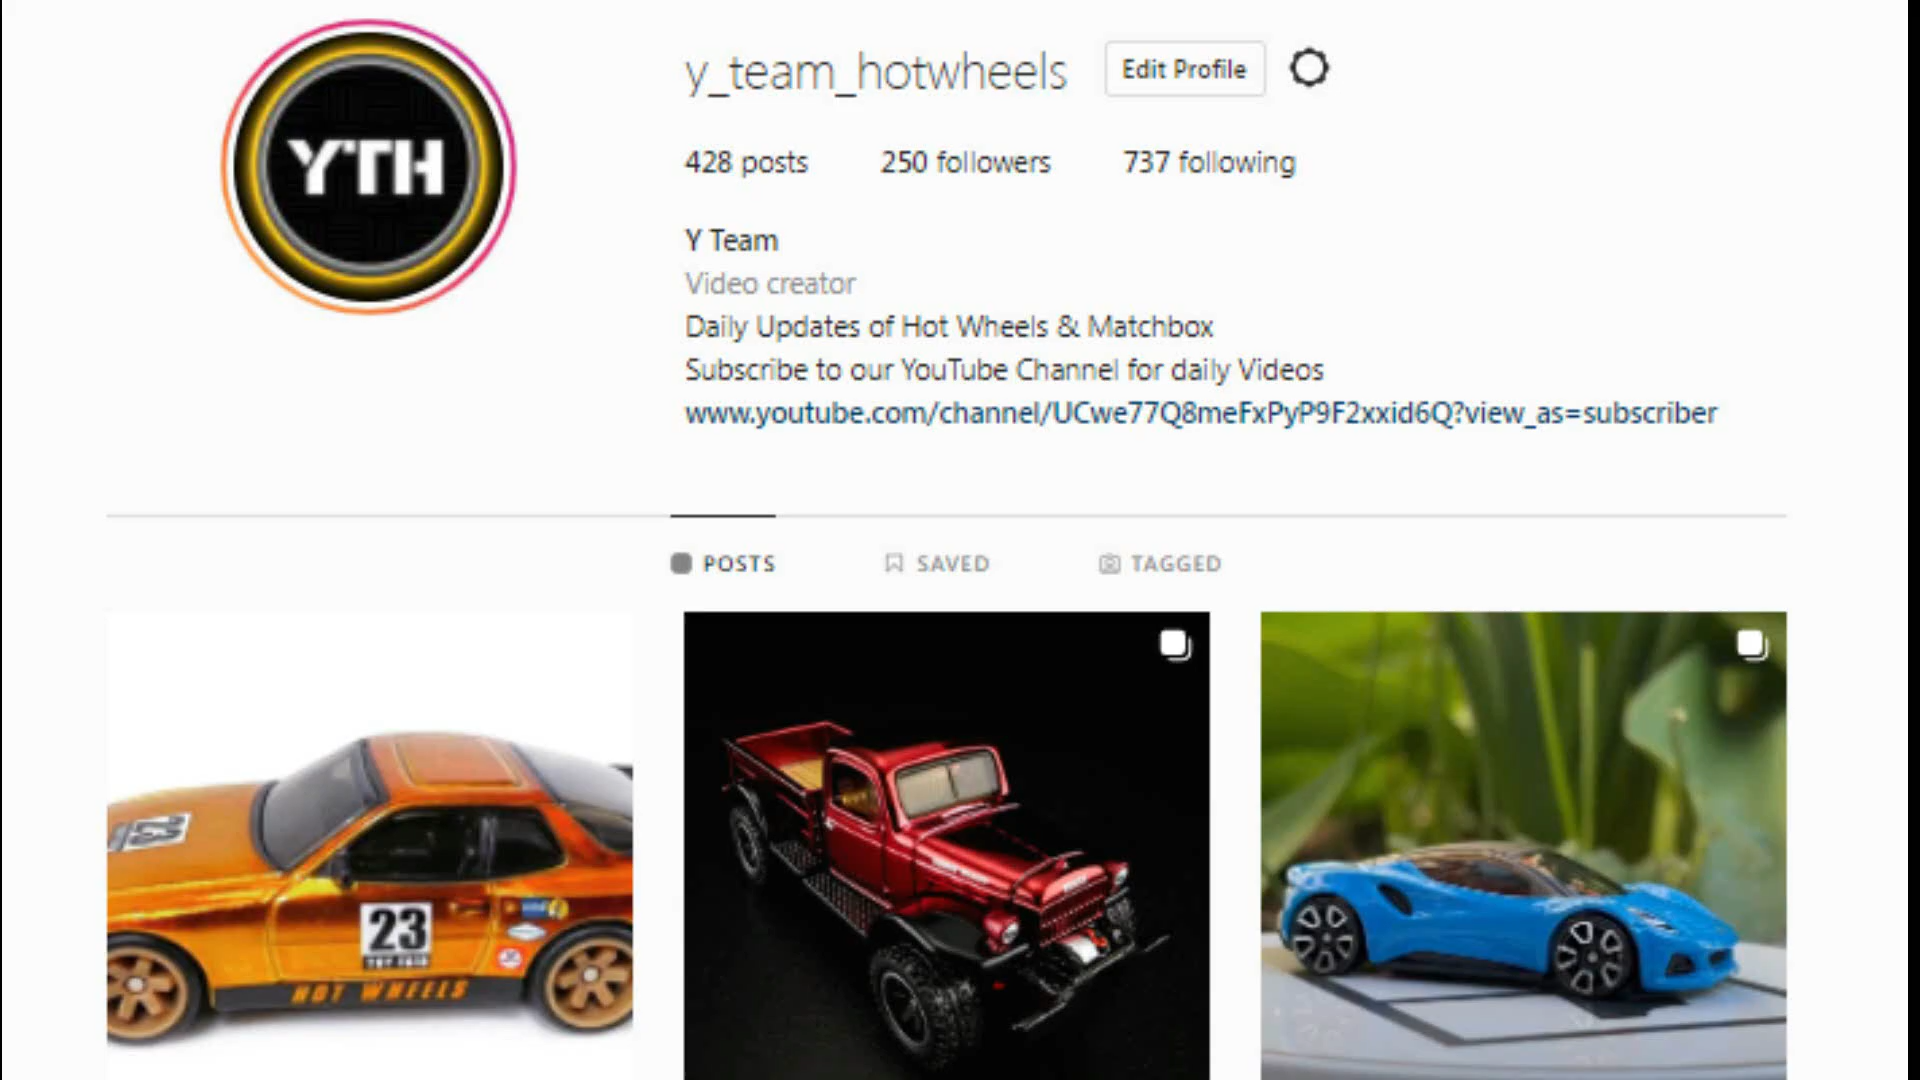 YTH
y_team_hotwheels
Edit Profile
428 posts
250 followers
737 following
Y Team
Video creator
Daily Updates of Hot Wheels & Matchbox
Subscribe to our YouTube Channel for daily Videos
www.youtube.com/channel/UCwe77Q8meFxPyP9F2xxid6Q?view_as=subscriber
POSTS
SAVED
TAGGED
23
23
HOT WHEELS